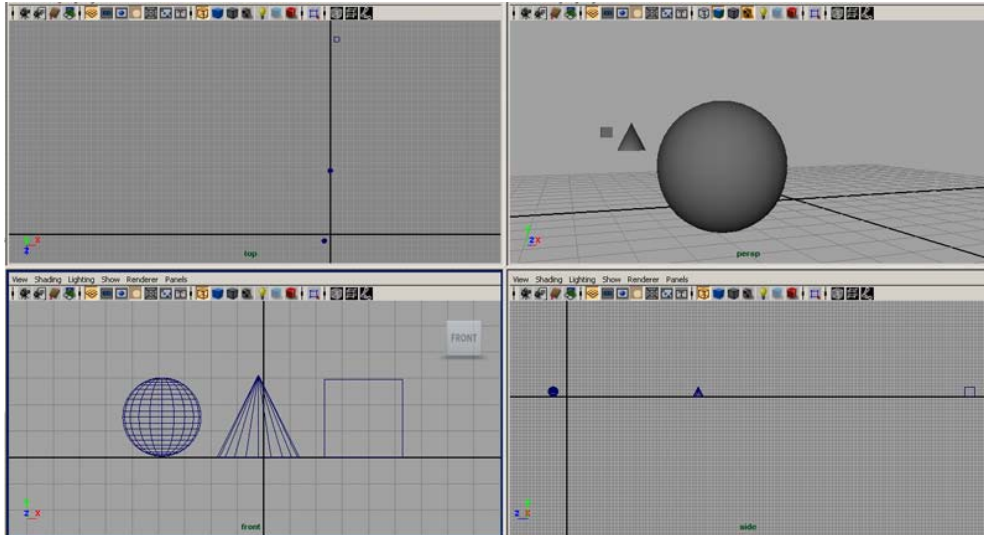 top
persp
View Shading Lighting Show Renderer Panels
View Shading Lighting Show Renderer Panels
FRONT
front
side